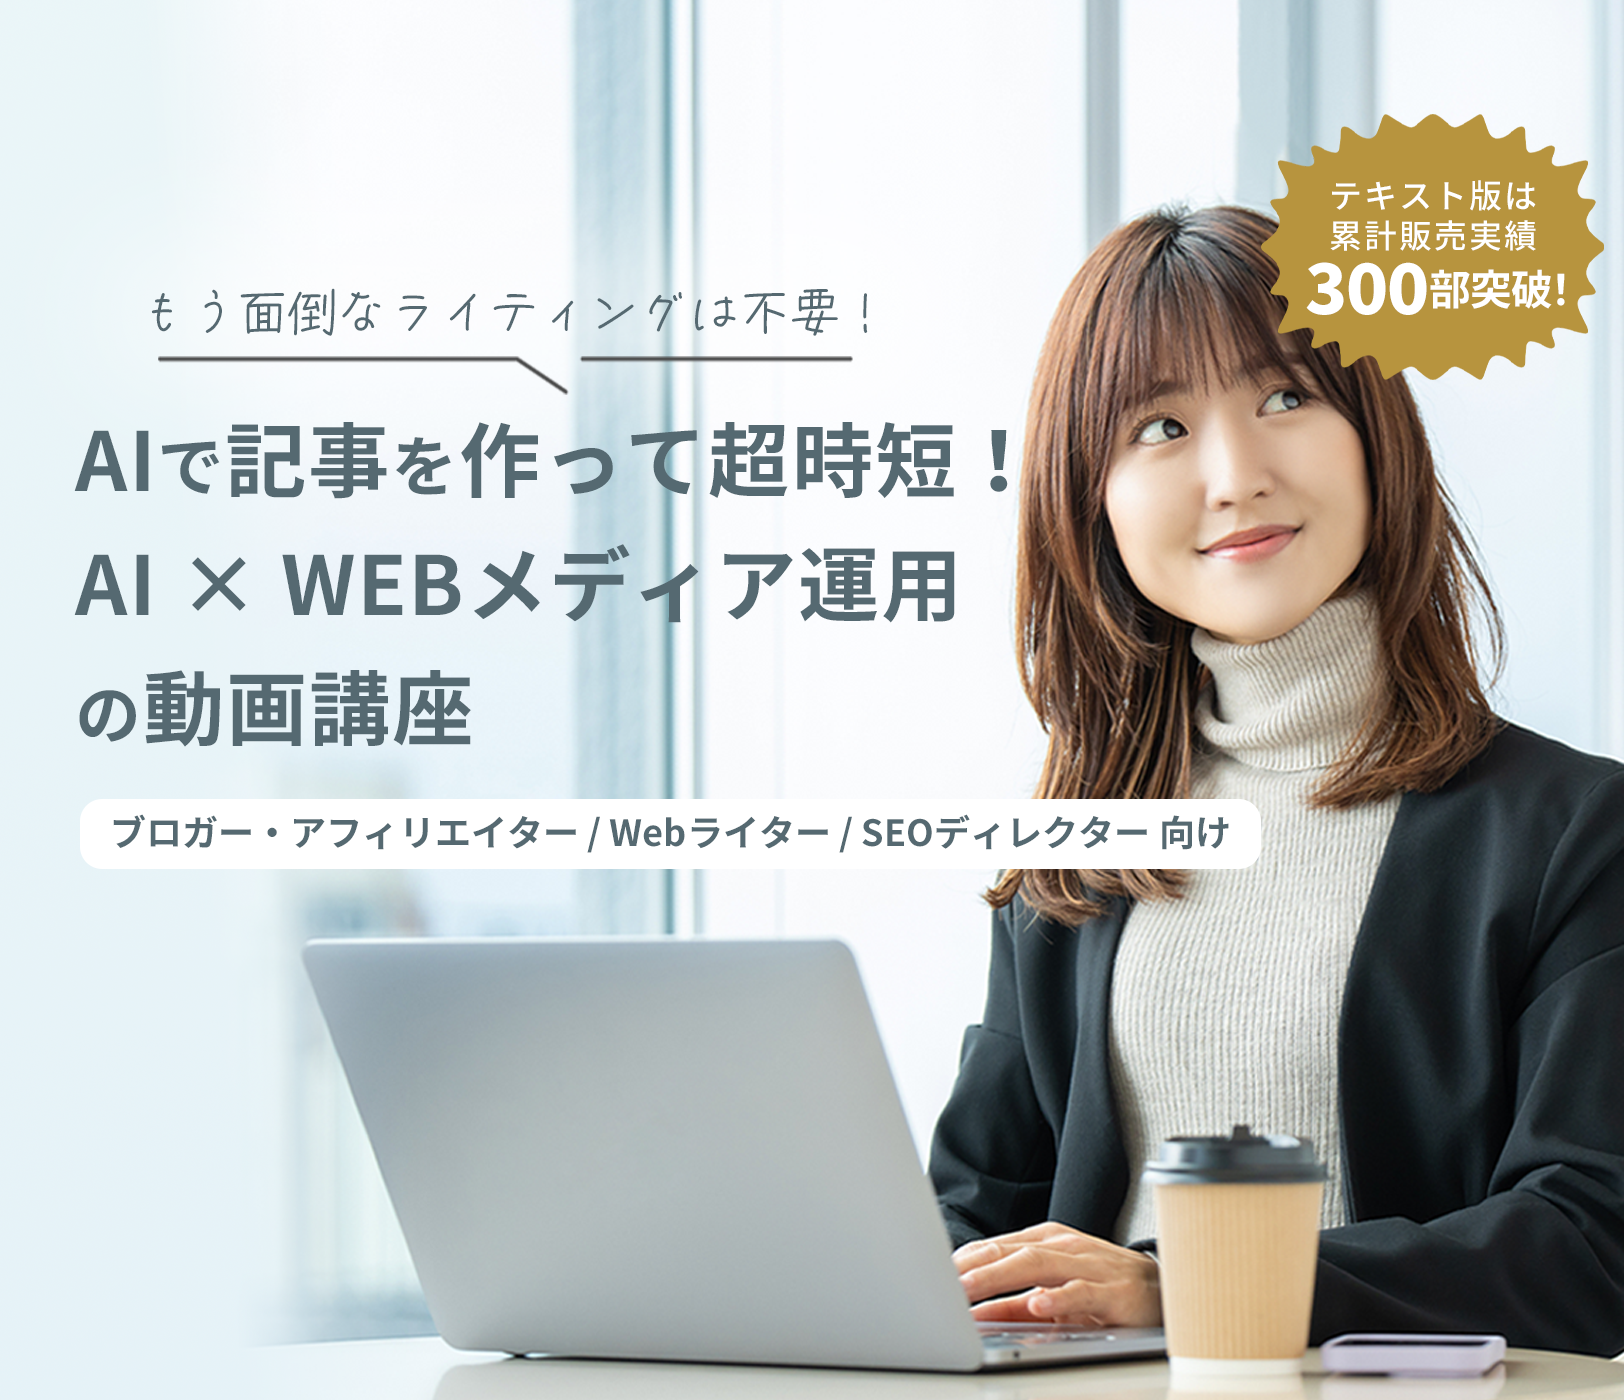 テキスト版は
累計販売実績
300部突破!
もう面倒なライティングは不要！
AIで記事を作って超時短！
AI × WEBメディア運用
の動画講座
ブロガー・アフィリエイター / Webライター / SEOディレクター 向け